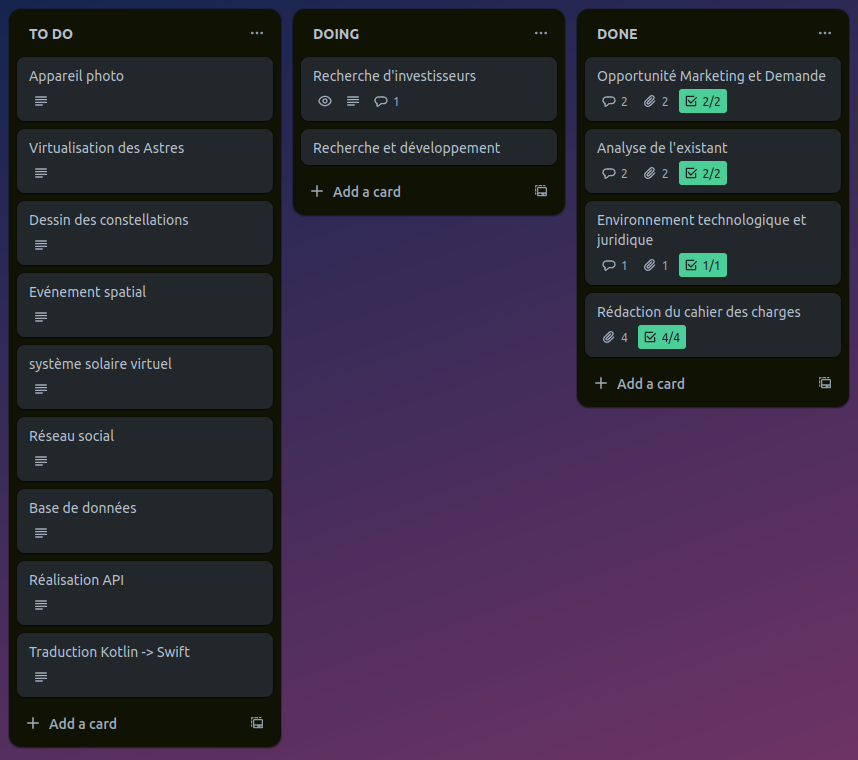 TO DO
Appareil photo
Virtualisation des Astres
Dessin des constellations
Evénement spatial
système solaire virtuel
Réseau social
Base de données
Réalisation API
Traduction Kotlin -> Swift
Add a card
DOING
Recherche d'investisseurs
1
Recherche et développement
Add a card
DONE
Opportunité Marketing et Demande
2 2 2/2
Analyse de l'existant
2 2 2/2
Environnement technologique et
juridique
1 1 1/1
Rédaction du cahier des charges
4 4/4
Add a card